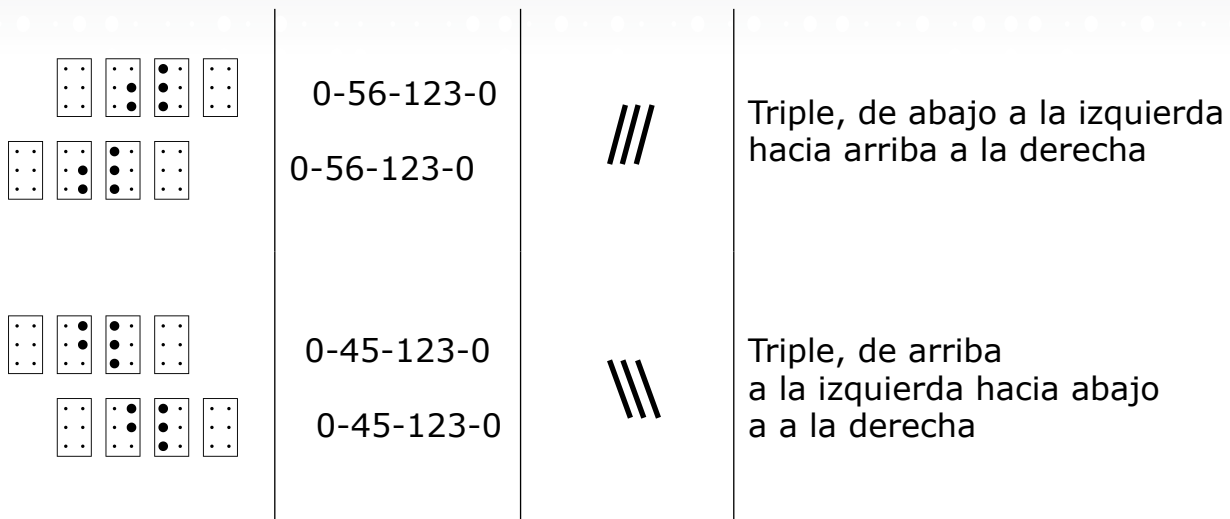 0-56-123-0
0-56-123-0
Triple, de abajo a la izquierda
hacia arriba a la derecha
0-45-123-0
0-45-123-0
Triple, de arriba
a la izquierda hacia abajo
a a la derecha